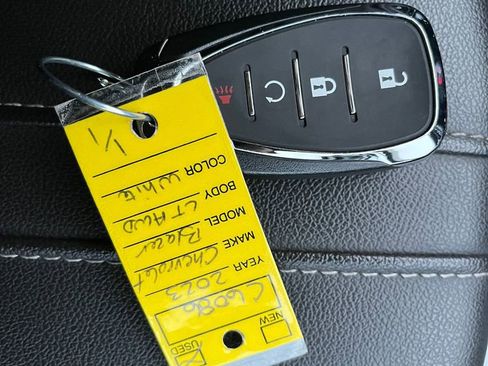 NEW
USED
C6086
YEAR 2023
MAKE Chevrolet
MODEL Blazer
BODY LT AWD
COLOR White
1/1